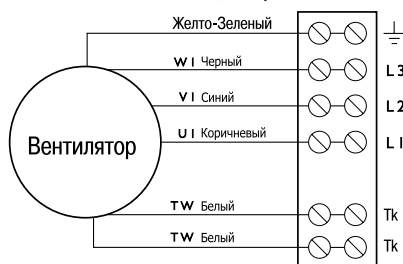 Желто-Зеленый
W1 Черный L3
V1 Синий L2
U1 Коричневый L1
Вентилятор
TW Белый Tk
TW Белый Tk